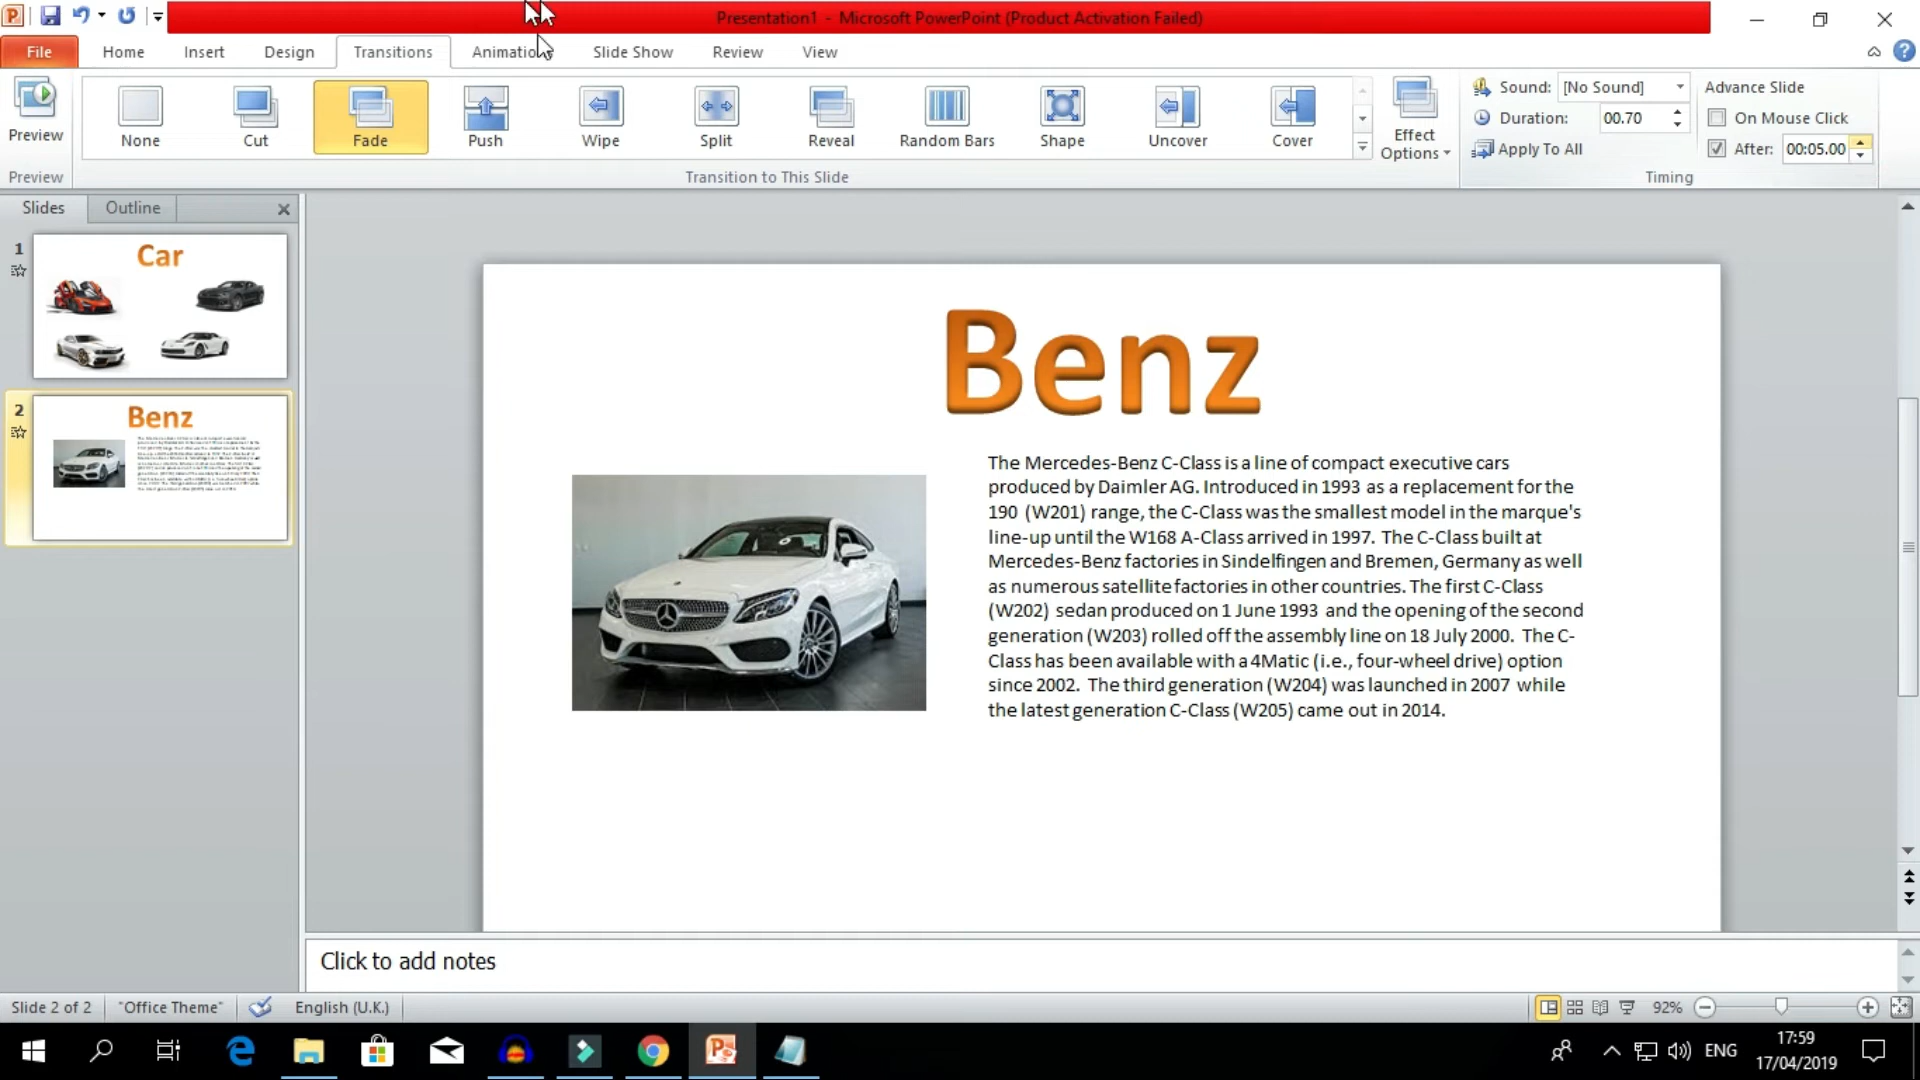 Presentation1 - Microsoft PowerPoint (Product Activation Failed)
File Home Insert Design Transitions Slide Show Review View
Preview
None
Cut
Fade
Push
Wipe
Split
Reveal
Random Bars
Shape
Uncover
Cover
Effect
Options
Sound: [No Sound]
Duration: 00.70
Apply To All
Advance Slide
On Mouse Click
After: 00:05.00
Preview
Transition to This Slide
Timing
Slides Outline
1
Car
2
Benz
Benz
The Mercedes-Benz C-Class is a line of compact executive cars
produced by Daimler AG. Introduced in 1993 as a replacement for the
190 (W201) range, the C-Class was the smallest model in the marque's
line-up until the W168 A-Class arrived in 1997. The C-Class built at
Mercedes-Benz factories in Sindelfingen and Bremen, Germany as well
as numerous satellite factories in other countries. The first C-Class
(W202) sedan produced on 1 June 1993 and the opening of the second
generation (W203) rolled off the assembly line on 18 July 2000. The C-
Class has been available with a 4Matic (i.e., four-wheel drive) option
since 2002. The third generation (W204) was launched in 2007 while
the latest generation C-Class (W205) came out in 2014.
Click to add notes
Slide 2 of 2 "Office Theme" English (U.K.) 92%
ENG
17:59
17/04/2019